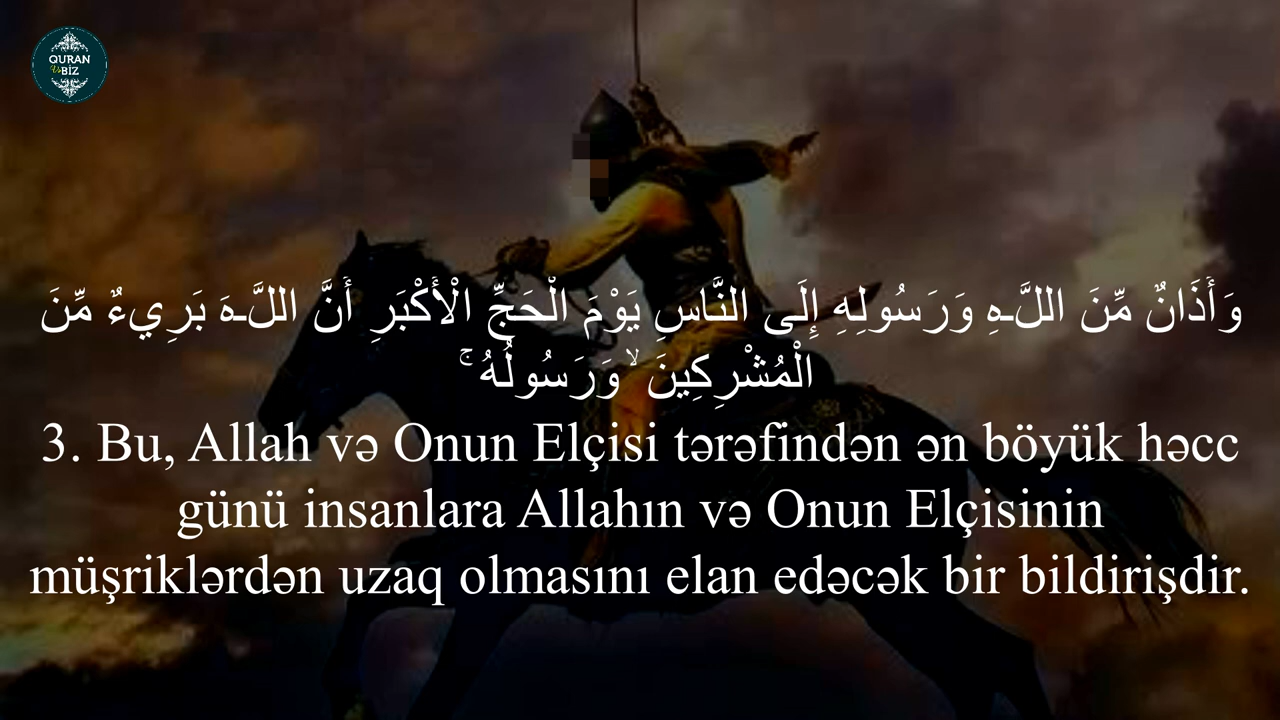 QURAN
Və BİZ
وَأَذَانٌ مِّنَ اللَّـهِ وَرَسُولِهِ إِلَى النَّاسِ يَوْمَ الْحَجِّ الْأَكْبَرِ أَنَّ اللَّـهَ بَرِيءٌ مِّنَ
الْمُشْرِكِينَ ۙ وَرَسُولُهُ ۚ
3. Bu, Allah və Onun Elçisi tərəfindən ən böyük həcc
günü insanlara Allahın və Onun Elçisinin
müşriklərdən uzaq olmasını elan edəcək bir bildirişdir.